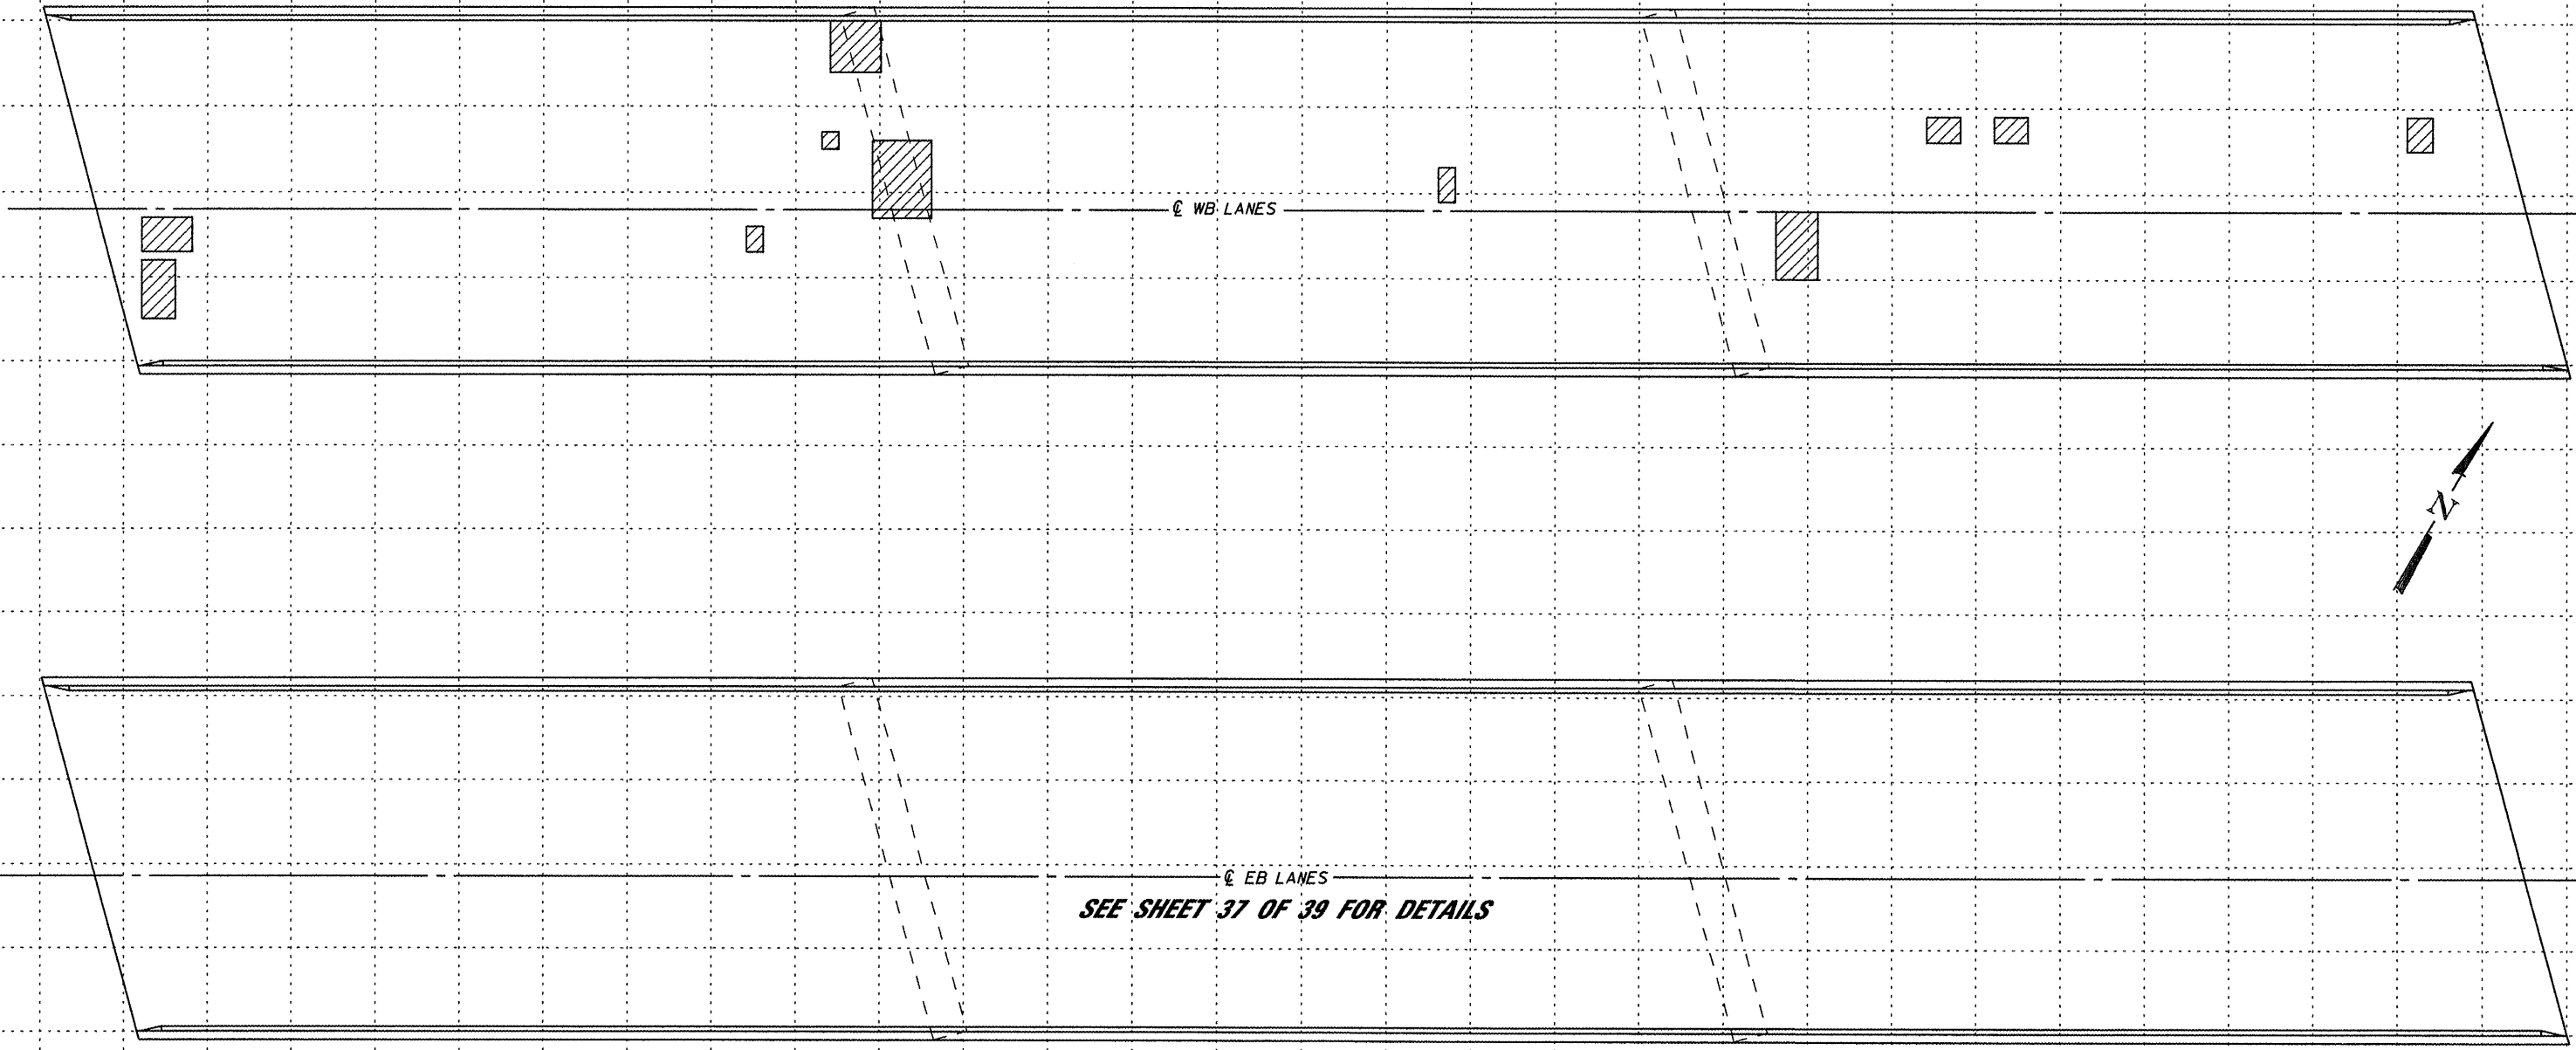 ℄ WB LANES
N
℄ EB LANES
SEE SHEET 37 OF 39 FOR DETAILS